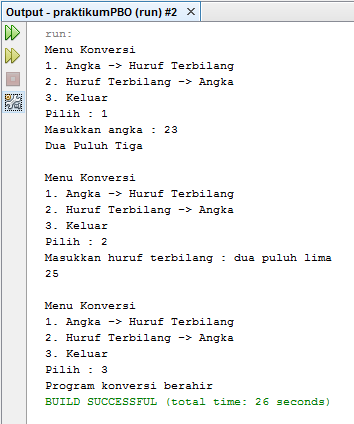 Output - praktikumPBO (run) #2 ×
run:
Menu Konversi
1. Angka -> Huruf Terbilang
2. Huruf Terbilang -> Angka
3. Keluar
Pilih : 1
Masukkan angka : 23
Dua Puluh Tiga
Menu Konversi
1. Angka -> Huruf Terbilang
2. Huruf Terbilang -> Angka
3. Keluar
Pilih : 2
Masukkan huruf terbilang : dua puluh lima
25
Menu Konversi
1. Angka -> Huruf Terbilang
2. Huruf Terbilang -> Angka
3. Keluar
Pilih : 3
Program konversi berahir
BUILD SUCCESSFUL (total time: 26 seconds)